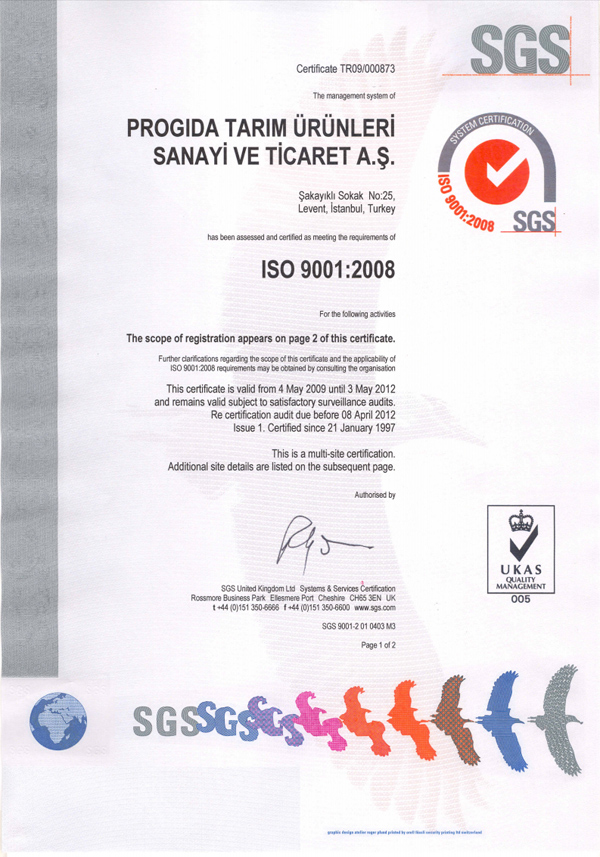 SGS
Certificate TR09/000873
The management system of
PROGIDA TARIM ÜRÜNLERİ
SANAYİ VE TİCARET A.Ş.
SYSTEM CERTIFICATION
ISO 9001:2008
SGS
Şakayıklı Sokak No:25,
Levent, İstanbul, Turkey
has been assessed and certified as meeting the requirements of
ISO 9001:2008
For the following activities
The scope of registration appears on page 2 of this certificate.
Further clarifications regarding the scope of this certificate and the applicability of
ISO 9001:2008 requirements may be obtained by consulting the organisation
This certificate is valid from 4 May 2009 until 3 May 2012
and remains valid subject to satisfactory surveillance audits.
Re certification audit due before 08 April 2012
Issue 1. Certified since 21 January 1997
This is a multi-site certification.
Additional site details are listed on the subsequent page.
Authorised by
UKAS
QUALITY
MANAGEMENT
005
SGS United Kingdom Ltd Systems & Services Certification
Rossmore Business Park Ellesmere Port Cheshire CH65 3EN UK
t +44 (0)151 350-6666 f +44 (0)151 350-6600 www.sgs.com
SGS 9001-2 01 0403 M3
Page 1 of 2
SGSSGSSGS